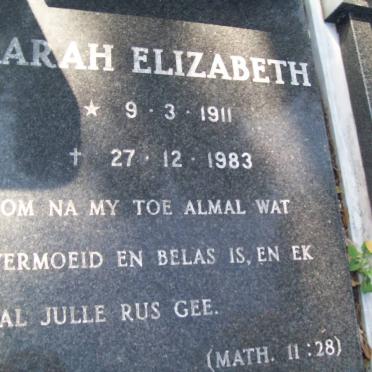 ARAH ELIZABETH
★ 9 · 3 · 1911
✝ 27 · 12 · 1983
OM NA MY TOE ALMAL WAT
VERMOEID EN BELAS IS, EN EK
AL JULLE RUS GEE.
(MATH. 11:28)